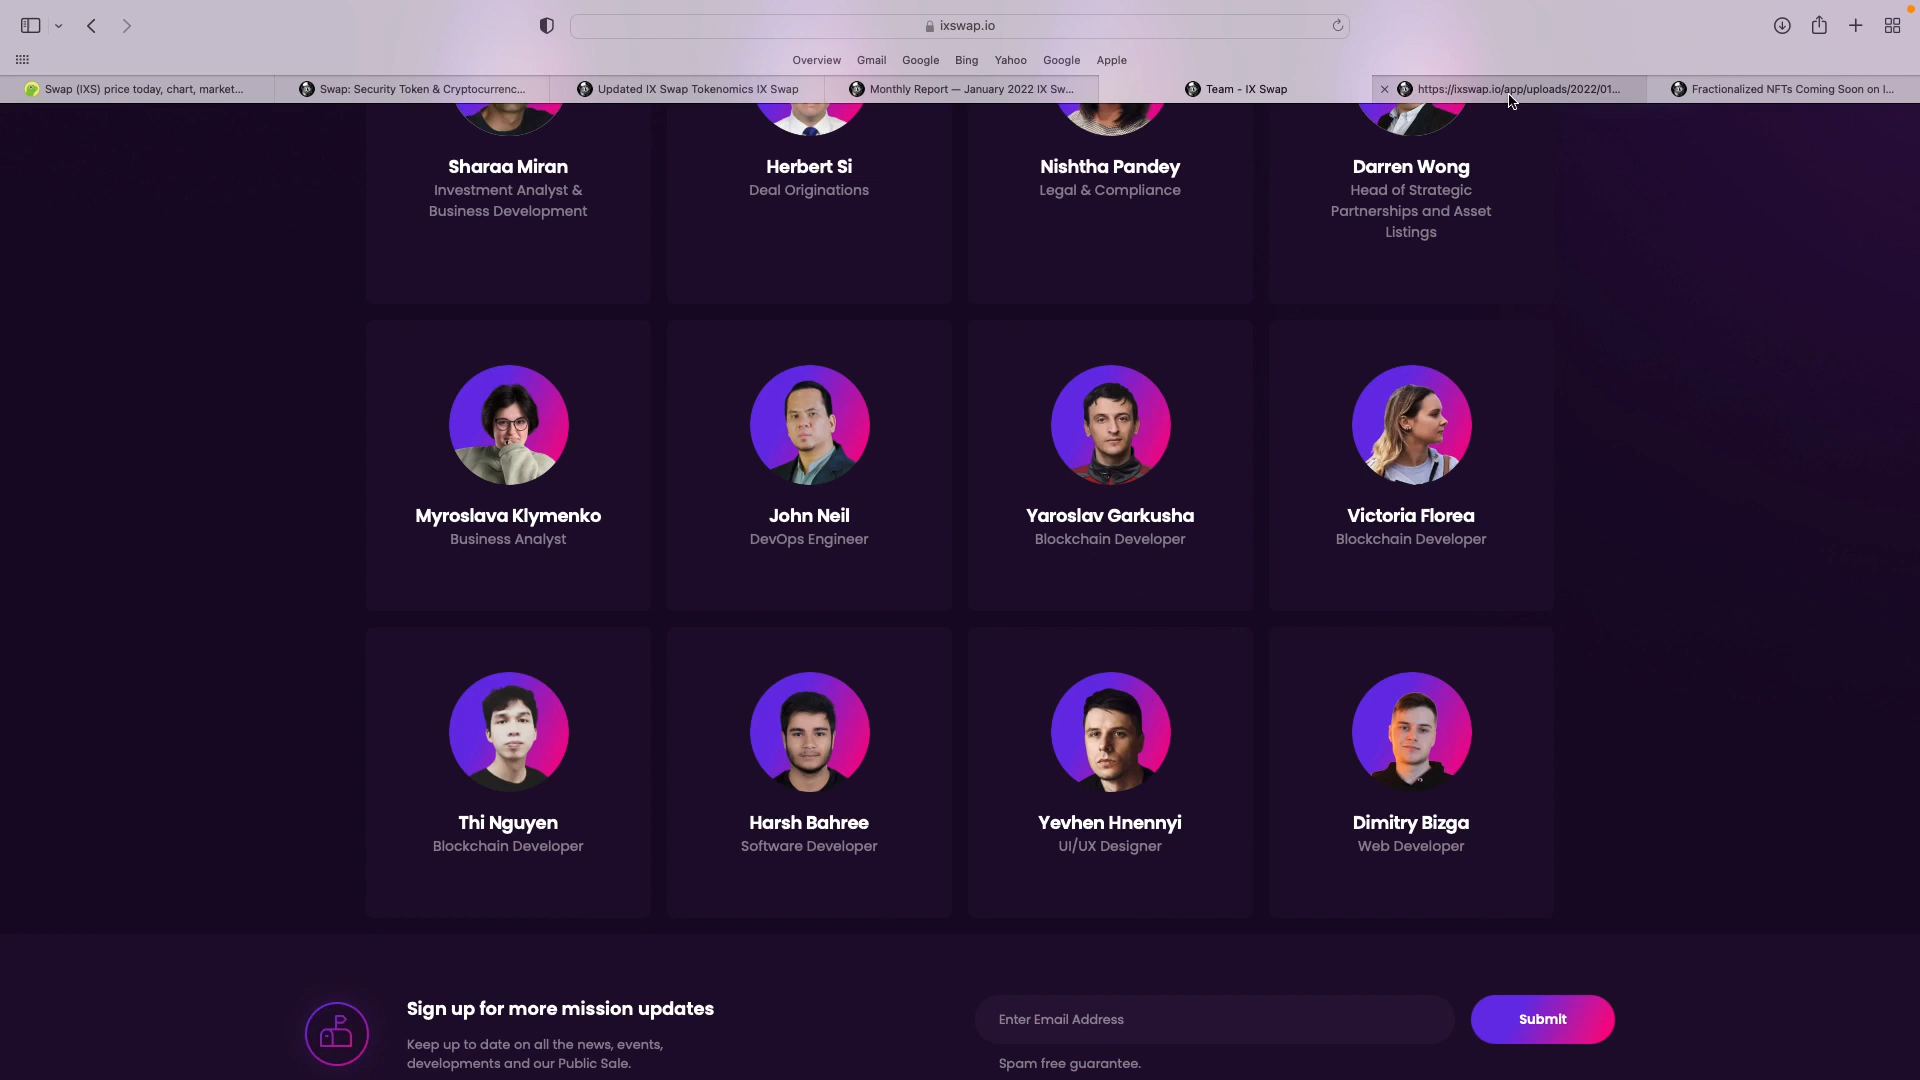 ixswap.io
Overview Gmail Google Bing Yahoo Google Apple
Swap (IXS) price today, chart, market...
Swap: Security Token & Cryptocurrenc...
Updated IX Swap Tokenomics IX Swap
Monthly Report — January 2022 IX Sw...
Team - IX Swap
https://ixswap.io/app/uploads/2022/01...
Fractionalized NFTs Coming Soon on I...
Sharaa Miran
Investment Analyst &
Business Development
Herbert Si
Deal Originations
Nishtha Pandey
Legal & Compliance
Darren Wong
Head of Strategic
Partnerships and Asset
Listings
Myroslava Klymenko
Business Analyst
John Neil
DevOps Engineer
Yaroslav Garkusha
Blockchain Developer
Victoria Florea
Blockchain Developer
Thi Nguyen
Blockchain Developer
Harsh Bahree
Software Developer
Yevhen Hnennyi
UI/UX Designer
Dimitry Bizga
Web Developer
Sign up for more mission updates
Keep up to date on all the news, events,
developments and our Public Sale.
Enter Email Address
Submit
Spam free guarantee.